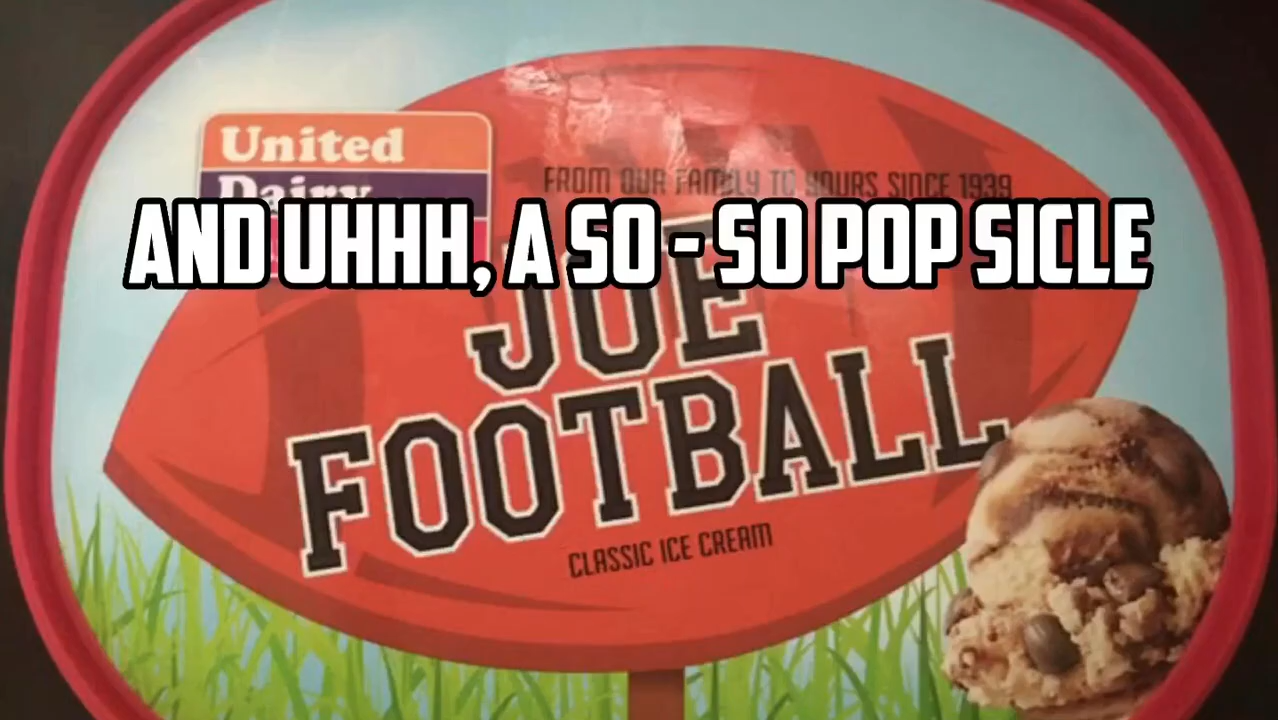 United
Dairy
FROM OUR FAMILY TO YOURS SINCE 1939
AND UHHH, A SO - SO POP SICLE
JOE
FOOTBALL
CLASSIC ICE CREAM